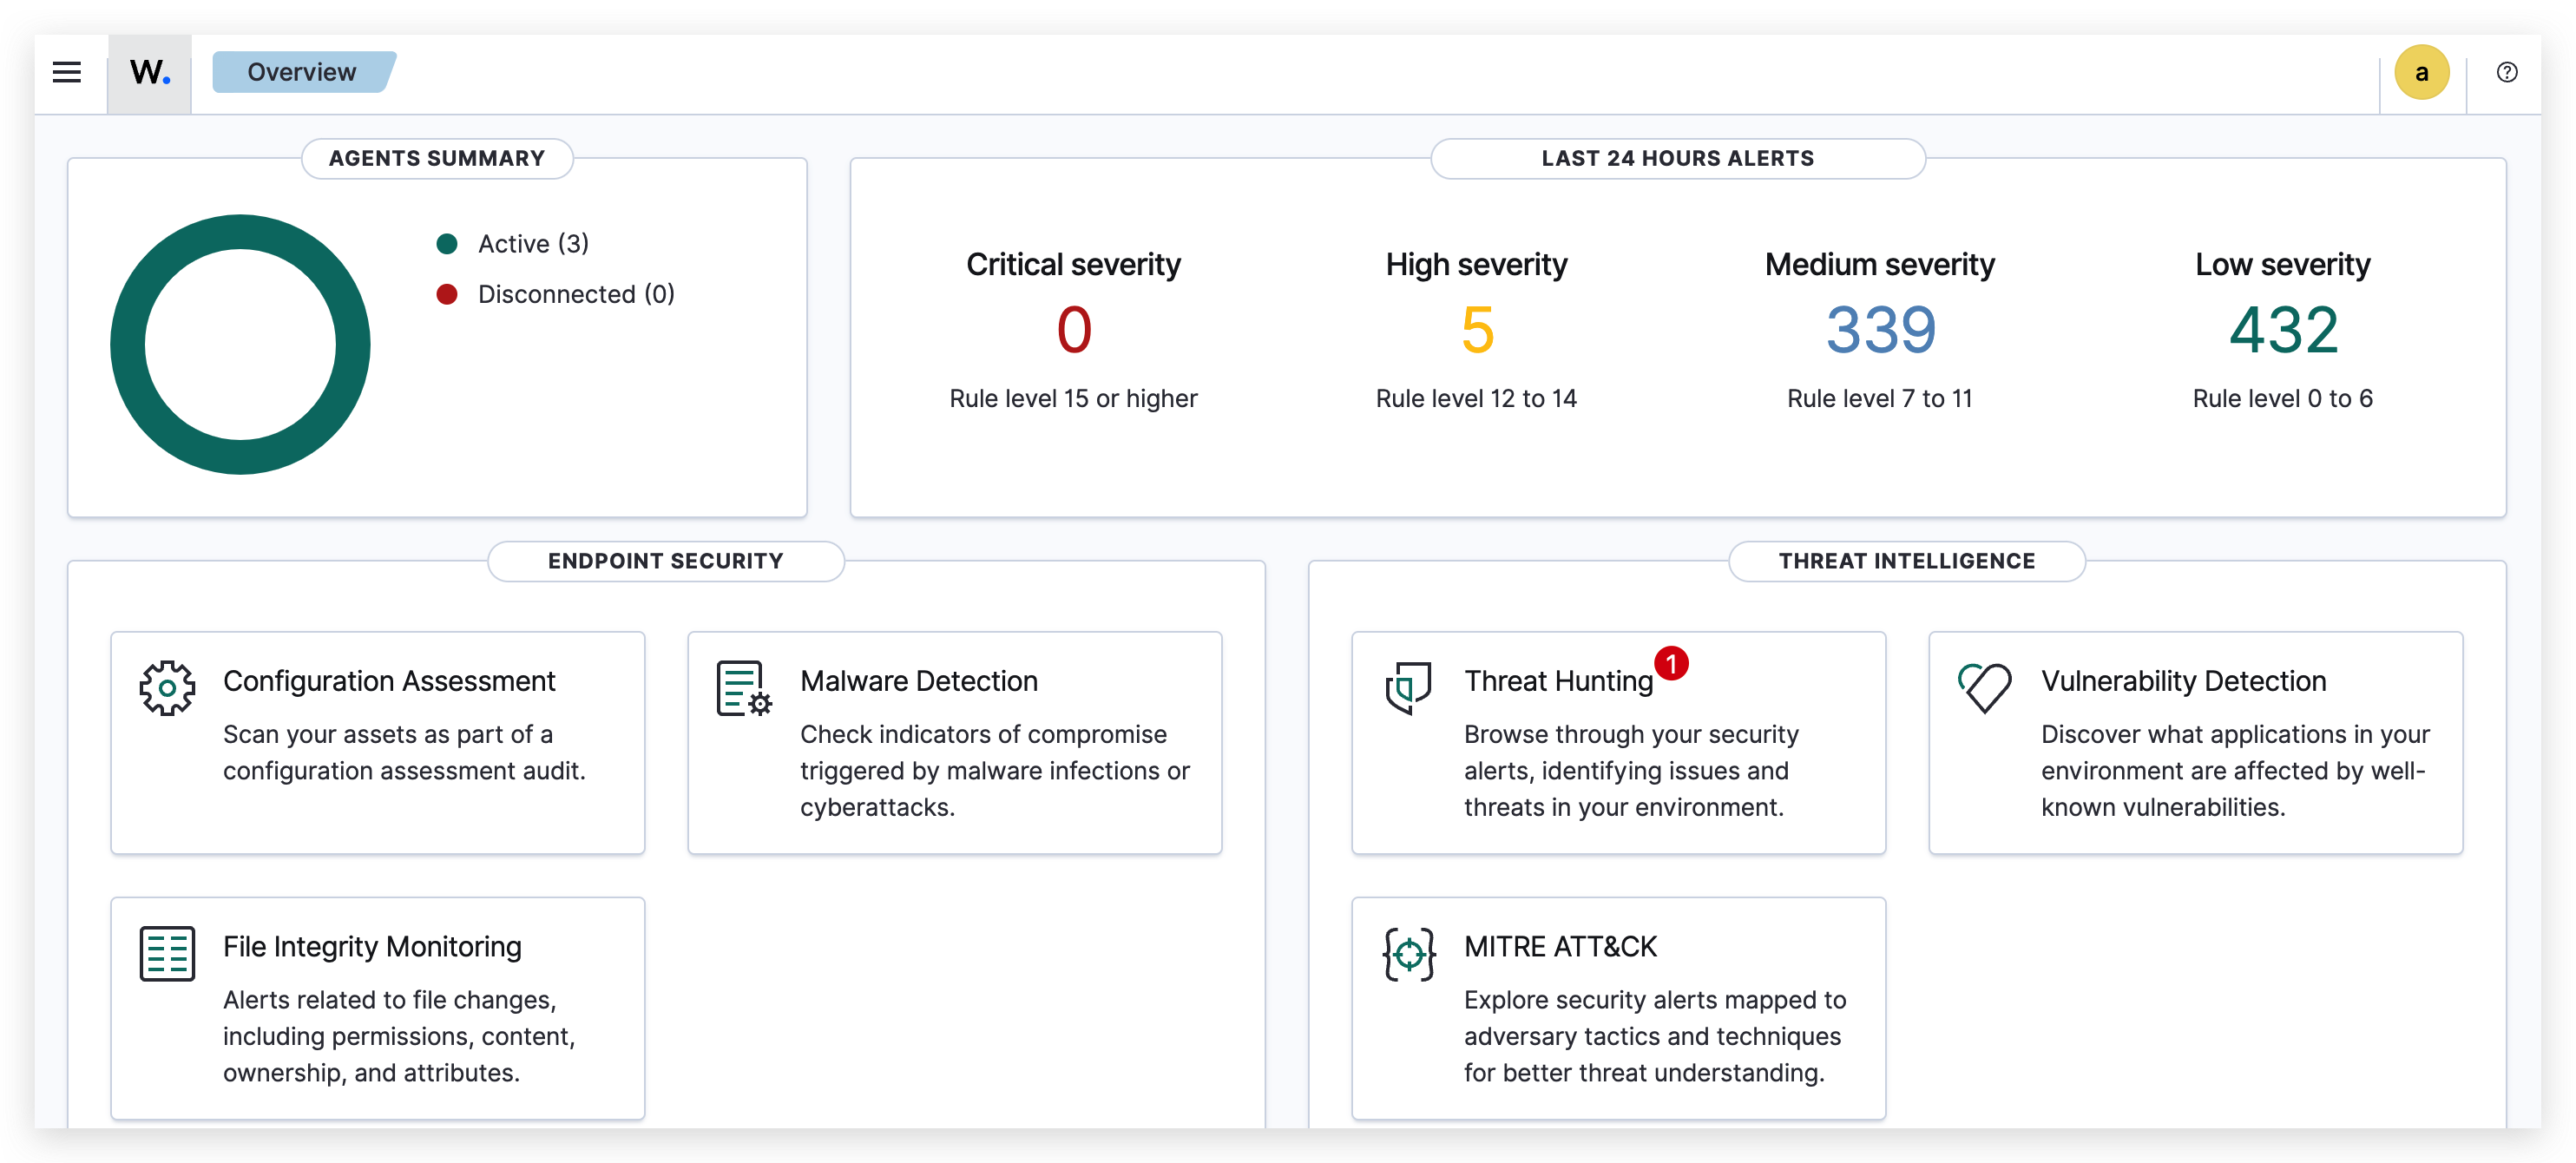 W.
Overview
a
?
AGENTS SUMMARY
Active (3)
Disconnected (0)
LAST 24 HOURS ALERTS
Critical severity
0
Rule level 15 or higher
High severity
5
Rule level 12 to 14
Medium severity
339
Rule level 7 to 11
Low severity
432
Rule level 0 to 6
ENDPOINT SECURITY
Configuration Assessment
Scan your assets as part of a
configuration assessment audit.
Malware Detection
Check indicators of compromise
triggered by malware infections or
cyberattacks.
File Integrity Monitoring
Alerts related to file changes,
including permissions, content,
ownership, and attributes.
THREAT INTELLIGENCE
Threat Hunting
1
Browse through your security
alerts, identifying issues and
threats in your environment.
Vulnerability Detection
Discover what applications in your
environment are affected by well-
known vulnerabilities.
MITRE ATT&CK
Explore security alerts mapped to
adversary tactics and techniques
for better threat understanding.